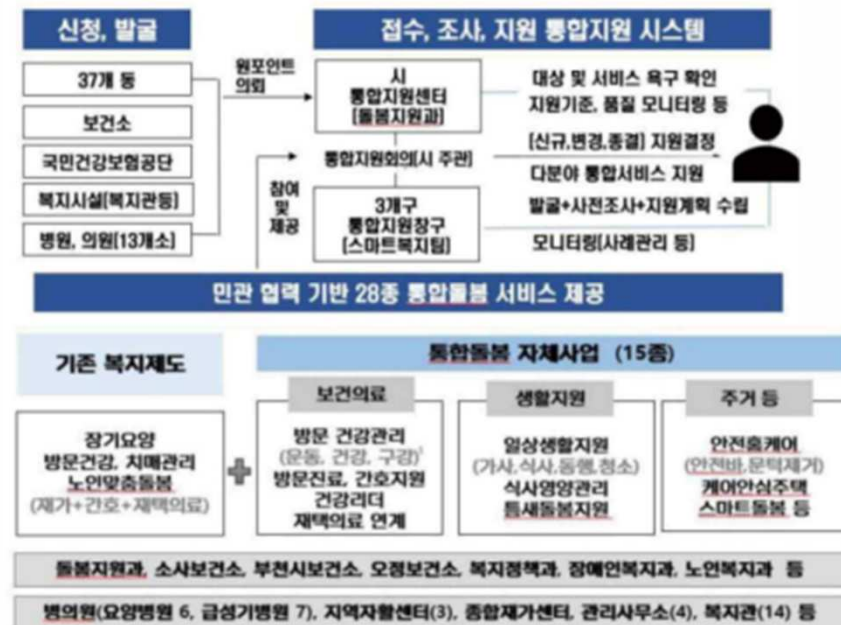 신청, 발굴
접수, 조사, 지원 통합지원 시스템
37개 동
보건소
국민건강보험공단
복지시설[복지관등]
병원, 의원[13개소]
원포인트
의뢰
시
통합지원센터
[돌봄지원과]
통합지원회의[시 주관]
참여
및
제공
3개구
통합지원창구
[스마트복지팀]
대상 및 서비스 욕구 확인
지원기준, 품질 모니터링 등
[신규,변경,종결] 지원결정
다분야 통합서비스 지원
발굴+사전조사+지원계획 수립
모니터링[사례관리 등]
민관 협력 기반 28종 통합돌봄 서비스 제공
기존 복지제도
통합돌봄 자체사업 (15종)
장기요양
방문건강, 치매관리
노인맞춤돌봄
(재가+간호+재택의료)
보건의료
방문 건강관리
(운동, 건강, 구강)
방문진료, 간호지원
건강리더
재택의료 연계
생활지원
일상생활지원
(가사,식사,동행,청소)
식사영양관리
틈새돌봄지원
주거 등
안전홈케어
(안전바,문턱제거)
케어안심주택
스마트돌봄 등
돌봄지원과, 소사보건소, 부천시보건소, 오정보건소, 복지정책과, 장애인복지과, 노인복지과 등
병의원(요양병원 6, 급성기병원 7), 지역자활센터(3), 종합재가센터, 관리사무소(4), 복지관(14) 등